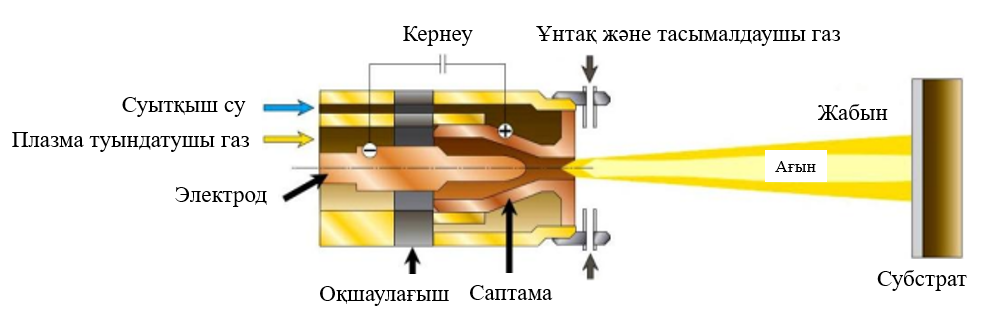 Кернеу
Ұнтақ және тасымалдаушы газ
Суытқыш су
Жабын
Плазма туындатушы газ
Ағын
Электрод
Оқшаулағыш
Саптама
Субстрат